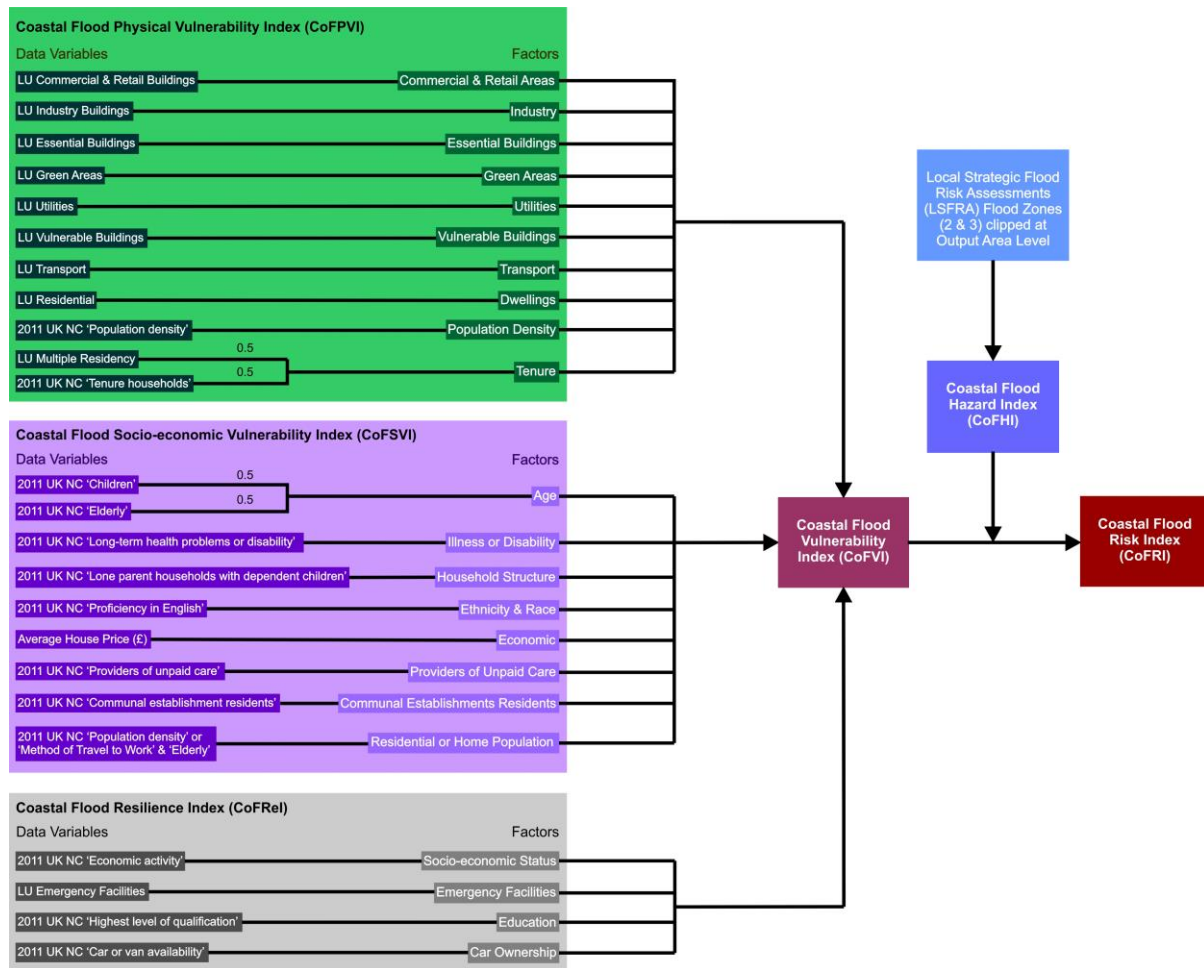 Coastal Flood Physical Vulnerability Index (CoFPVI)
Data Variables Factors
LU Commercial & Retail Buildings Commercial & Retail Areas
LU Industry Buildings Industry
LU Essential Buildings Essential Buildings
LU Green Areas Green Areas
LU Utilities Utilities
LU Vulnerable Buildings Vulnerable Buildings
LU Transport Transport
LU Residential Dwellings
2011 UK NC ‘Population density’ Population Density
LU Multiple Residency 0.5
2011 UK NC ‘Tenure households’ 0.5
Tenure
Coastal Flood Socio-economic Vulnerability Index (CoFSVI)
Data Variables Factors
2011 UK NC ‘Children’ 0.5
2011 UK NC ‘Elderly’ 0.5
Age
2011 UK NC ‘Long-term health problems or disability’ Illness or Disability
2011 UK NC ‘Lone parent households with dependent children’ Household Structure
2011 UK NC ‘Proficiency in English’ Ethnicity & Race
Average House Price (£) Economic
2011 UK NC ‘Providers of unpaid care’ Providers of Unpaid Care
2011 UK NC ‘Communal establishment residents’ Communal Establishments Residents
2011 UK NC ‘Population density’ or
‘Method of Travel to Work’ & ‘Elderly’
Residential or Home Population
Coastal Flood Resilience Index (CoFReI)
Data Variables Factors
2011 UK NC ‘Economic activity’ Socio-economic Status
LU Emergency Facilities Emergency Facilities
2011 UK NC ‘Highest level of qualification’ Education
2011 UK NC ‘Car or van availability’ Car Ownership
Coastal Flood
Vulnerability
Index (CoFVI)
Local Strategic Flood
Risk Assessments
(LSFRA) Flood Zones
(2 & 3) clipped at
Output Area Level
Coastal Flood
Hazard Index
(CoFHI)
Coastal Flood
Risk Index
(CoFRI)